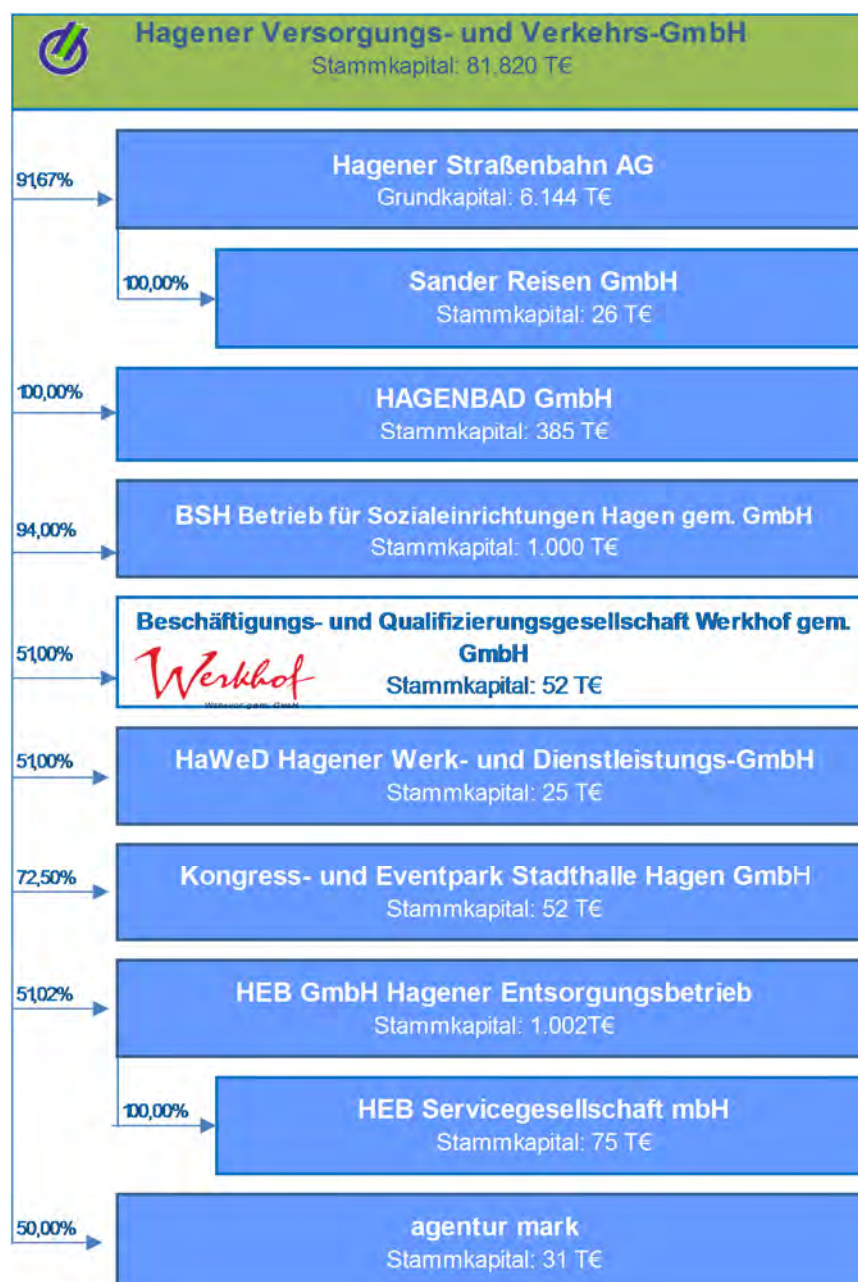 Hagener Versorgungs- und Verkehrs-GmbH
Stammkapital: 81.820 T€
91,67%
Hagener Straßenbahn AG
Grundkapital: 6.144 T€
100,00%
Sander Reisen GmbH
Stammkapital: 26 T€
100,00%
HAGENBAD GmbH
Stammkapital: 385 T€
94,00%
BSH Betrieb für Sozialeinrichtungen Hagen gem. GmbH
Stammkapital: 1.000 T€
51,00%
Beschäftigungs- und Qualifizierungsgesellschaft Werkhof gem.
GmbH
Werkhof
Werkhof gem. GmbH
Stammkapital: 52 T€
51,00%
HaWeD Hagener Werk- und Dienstleistungs-GmbH
Stammkapital: 25 T€
72,50%
Kongress- und Eventpark Stadthalle Hagen GmbH
Stammkapital: 52 T€
51,02%
HEB GmbH Hagener Entsorgungsbetrieb
Stammkapital: 1.002T€
100,00%
HEB Servicegesellschaft mbH
Stammkapital: 75 T€
50,00%
agentur mark
Stammkapital: 31 T€